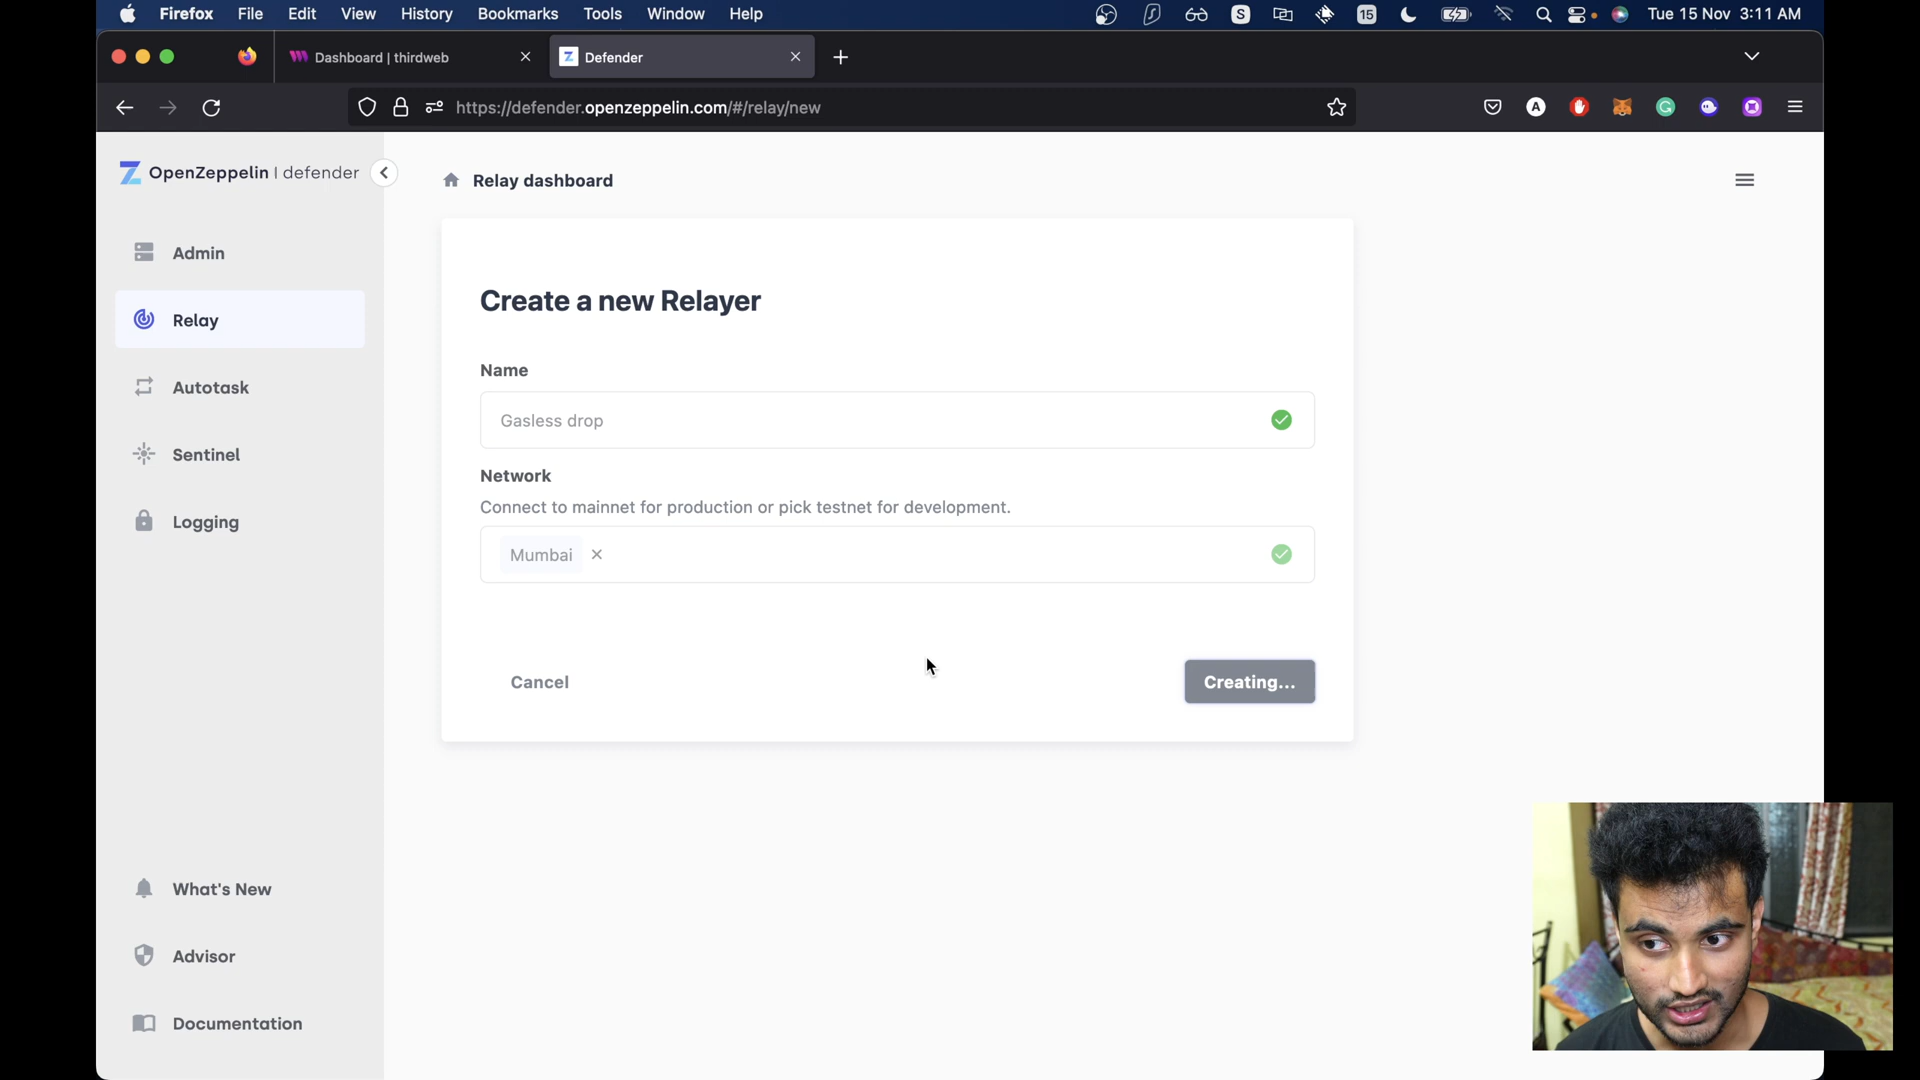 Firefox File Edit View History Bookmarks Tools Window Help S 15 Tue 15 Nov 3:11 AM
Dashboard | thirdweb Defender
https://defender.openzeppelin.com/#/relay/new
OpenZeppelin | defender
Relay dashboard
Admin
Relay
Autotask
Sentinel
Logging
What's New
Advisor
Documentation
Create a new Relayer
Name
Gasless drop
Network
Connect to mainnet for production or pick testnet for development.
Mumbai
Cancel Creating...